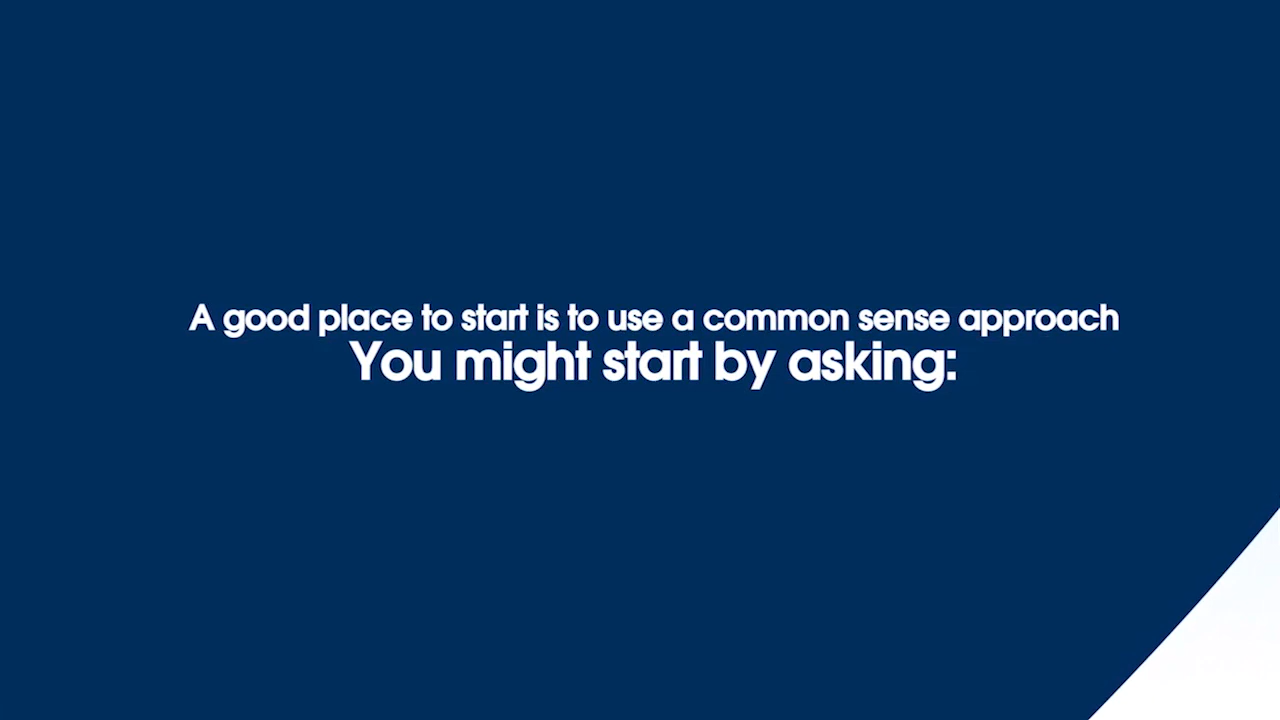 A good place to start is to use a common sense approach
You might start by asking: